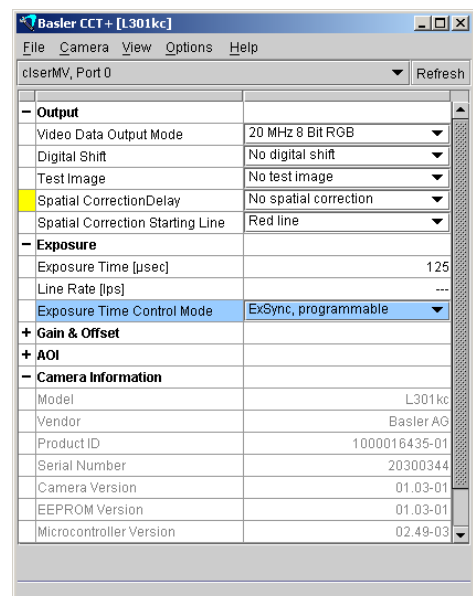 Basler CCT+ [L301kc]
File Camera View Options Help
clserMV, Port 0 Refresh
− Output
Video Data Output Mode 20 MHz 8 Bit RGB
Digital Shift No digital shift
Test Image No test image
Spatial CorrectionDelay No spatial correction
Spatial Correction Starting Line Red line
− Exposure
Exposure Time [µsec] 125
Line Rate [lps] ---
Exposure Time Control Mode ExSync, programmable
+ Gain & Offset
+ AOI
− Camera Information
Model L301kc
Vendor Basler AG
Product ID 1000016435-01
Serial Number 20300344
Camera Version 01.03-01
EEPROM Version 01.03-01
Microcontroller Version 02.49-03